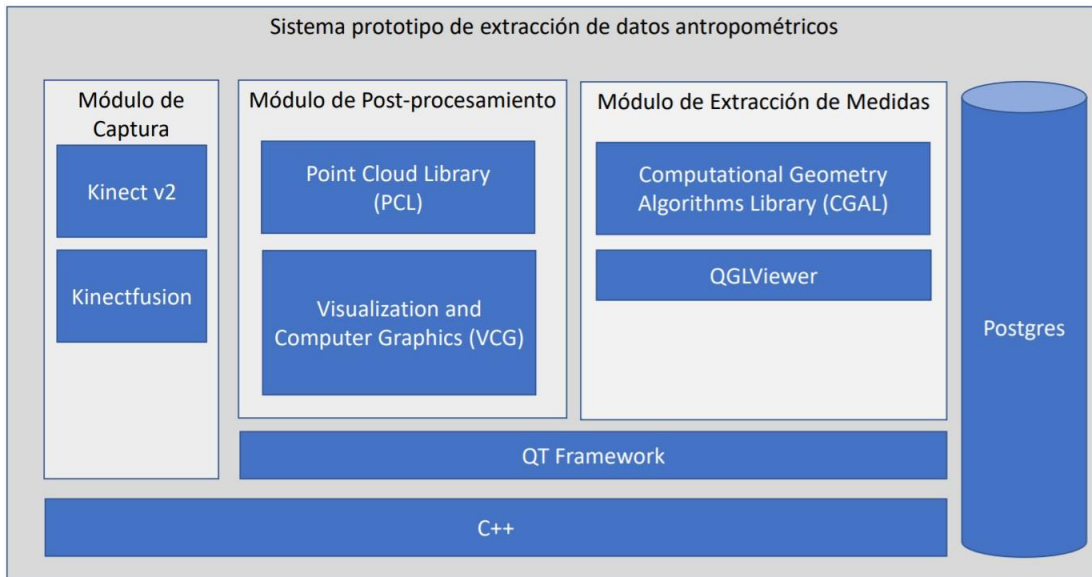 Sistema prototipo de extracción de datos antropométricos
Módulo de
Captura
Kinect v2
Kinectfusion
Módulo de Post-procesamiento
Point Cloud Library
(PCL)
Visualization and
Computer Graphics (VCG)
Módulo de Extracción de Medidas
Computational Geometry
Algorithms Library (CGAL)
QGLViewer
Postgres
QT Framework
C++